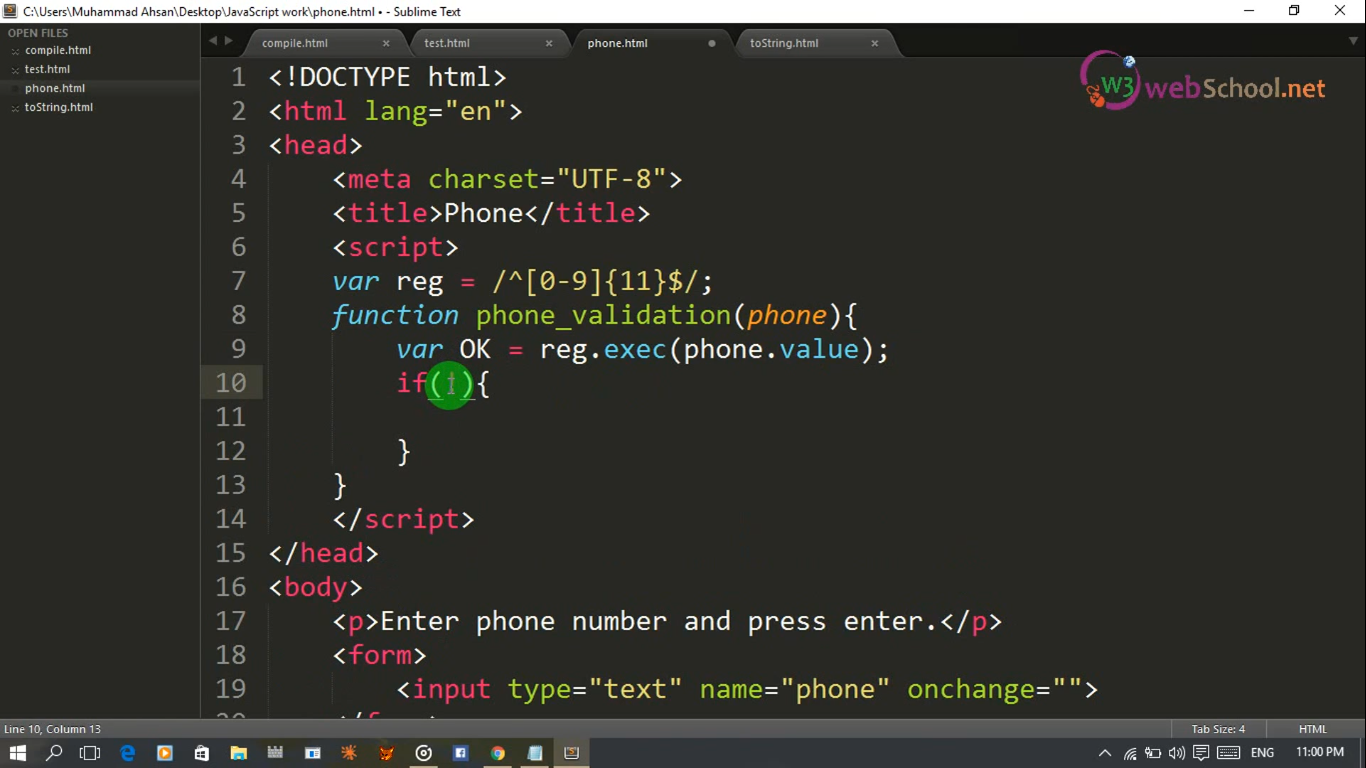 C:\Users\Muhammad Ahsan\Desktop\JavaScript work\phone.html • - Sublime Text
OPEN FILES
compile.html
test.html
phone.html
toString.html
compile.html × test.html × phone.html toString.html ×
W3 webSchool.net
1 <!DOCTYPE html>
2 <html lang="en">
3 <head>
4 <meta charset="UTF-8">
5 <title>Phone</title>
6 <script>
7 var reg = /^[0-9]{11}$/;
8 function phone_validation(phone){
9 var OK = reg.exec(phone.value);
10 if(!){
11
12 }
13 }
14 </script>
15 </head>
16 <body>
17 <p>Enter phone number and press enter.</p>
18 <form>
19 <input type="text" name="phone" onchange="">
Line 10, Column 13
Tab Size: 4
HTML
ENG
11:00 PM